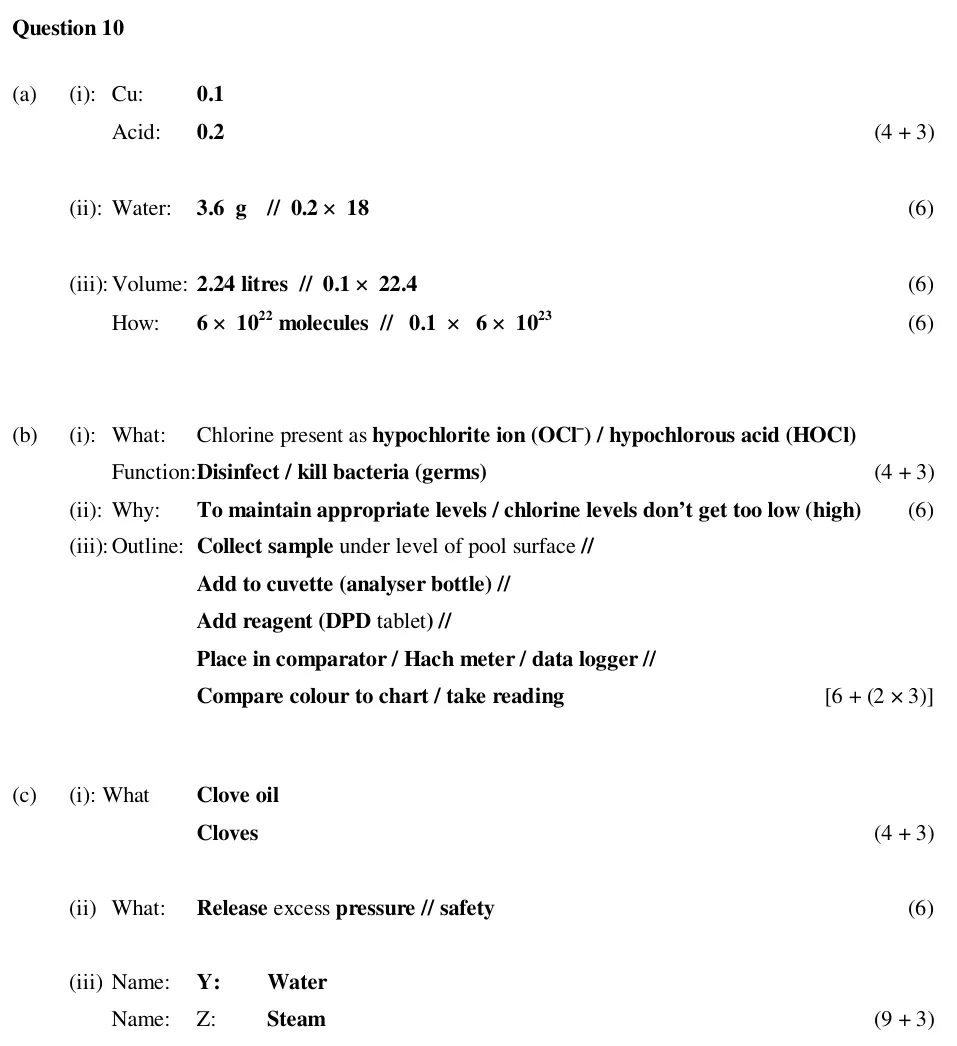 Question 10
(a) (i): Cu: 0.1
Acid: 0.2 (4 + 3)
(ii): Water: 3.6 g // 0.2 × 18 (6)
(iii): Volume: 2.24 litres // 0.1 × 22.4 (6)
How: 6 × 10²² molecules // 0.1 × 6 × 10²³ (6)
(b) (i): What: Chlorine present as hypochlorite ion (OCl⁻) / hypochlorous acid (HOCl)
Function: Disinfect / kill bacteria (germs) (4 + 3)
(ii): Why: To maintain appropriate levels / chlorine levels don’t get too low (high) (6)
(iii): Outline: Collect sample under level of pool surface //
Add to cuvette (analyser bottle) //
Add reagent (DPD tablet) //
Place in comparator / Hach meter / data logger //
Compare colour to chart / take reading [6 + (2 × 3)]
(c) (i): What Clove oil
Cloves (4 + 3)
(ii) What: Release excess pressure // safety (6)
(iii) Name: Y: Water
Name: Z: Steam (9 + 3)